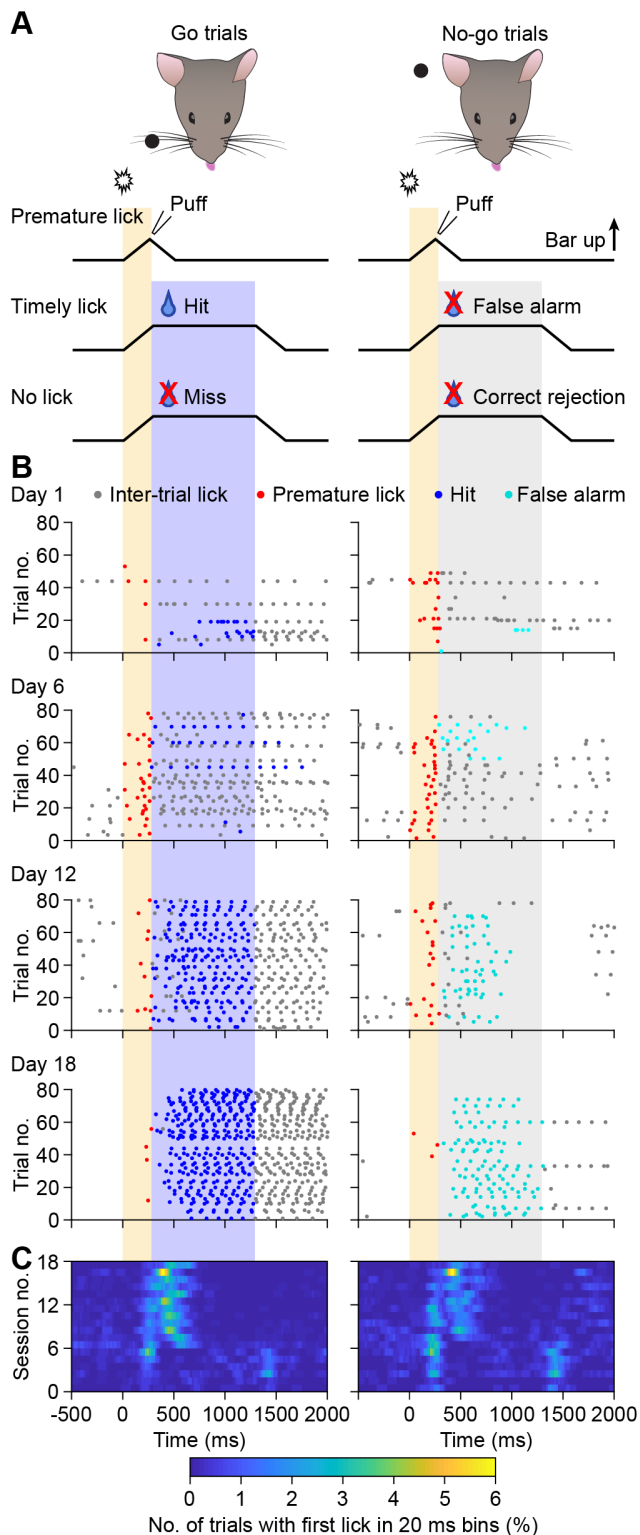 A
Go trials
No-go trials
Premature lick
Puff
Puff
Bar up
Timely lick
Hit
False alarm
No lick
Miss
Correct rejection
B
Day 1
Inter-trial lick
Premature lick
Hit
False alarm
80
60
40
20
0
Trial no.
Day 6
80
60
40
20
0
Trial no.
Day 12
80
60
40
20
0
Trial no.
Day 18
80
60
40
20
0
Trial no.
C
18
12
6
0
Session no.
-500 0 500 1000 1500 2000
0 500 1000 1500 2000
Time (ms)
Time (ms)
0 1 2 3 4 5 6
No. of trials with first lick in 20 ms bins (%)